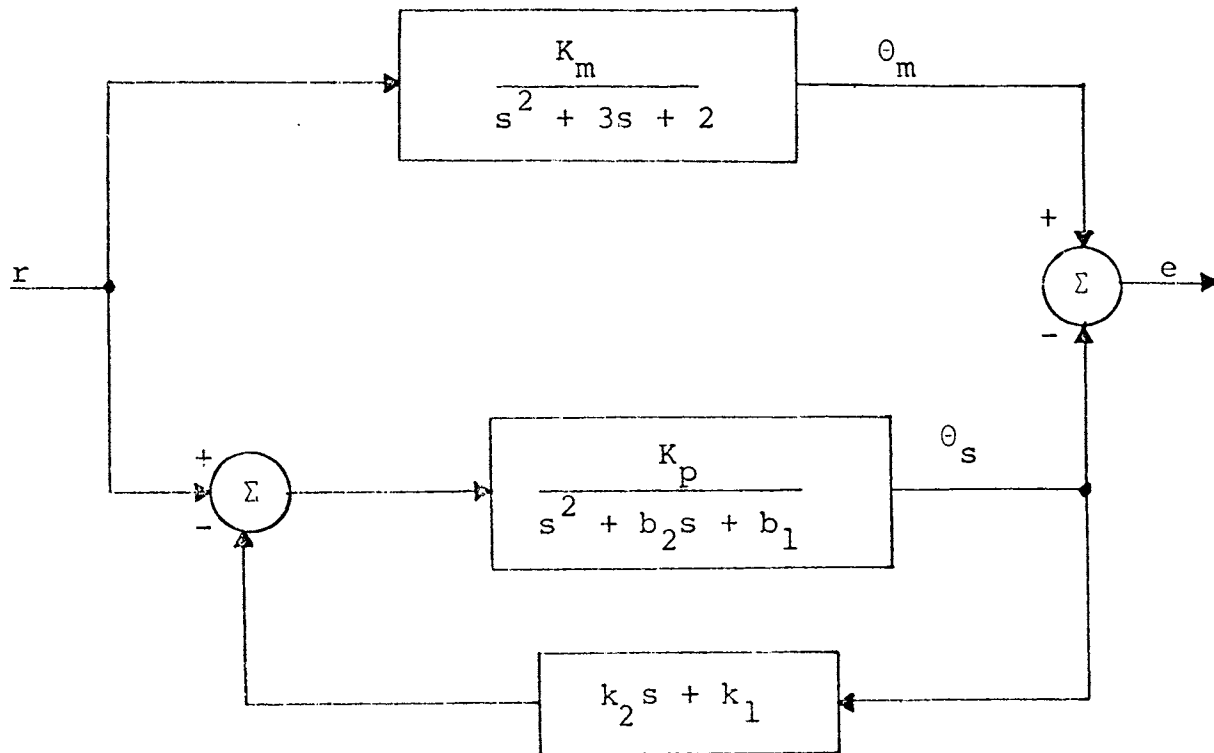 K_m
s^2 + 3s + 2
Θ_m
+
r
Σ
e
-
K_p
s^2 + b_2s + b_1
Θ_s
+
Σ
-
k_2s + k_1